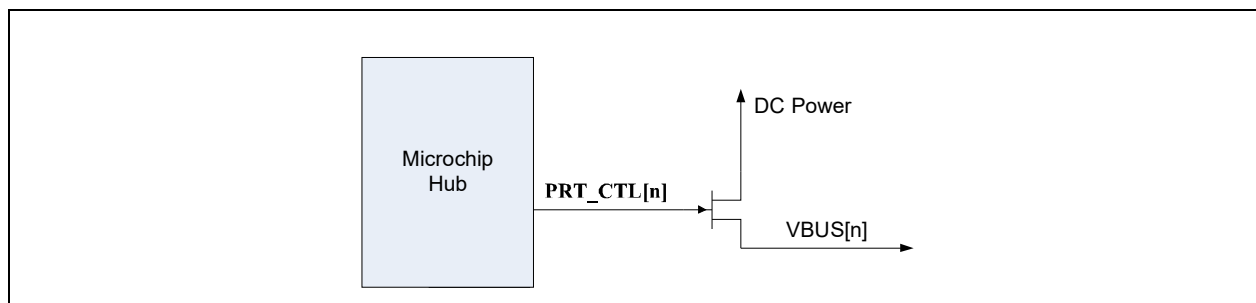 DC Power
Microchip
Hub
PRT_CTL[n]
VBUS[n]